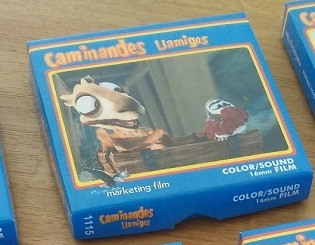 Caminandes Llamigos
marketing film
COLOR/SOUND
16mm FILM
1115
Caminandes
Llamigos
COLOR/SOUND
16mm FILM